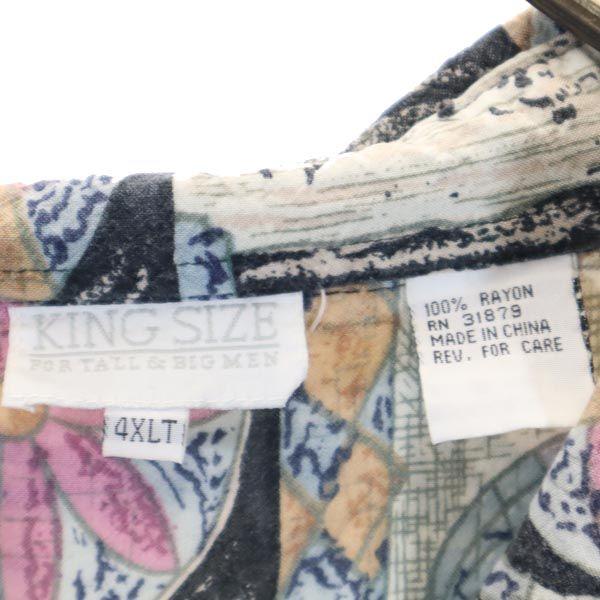 KING SIZE
FOR TALL & BIG MEN
4XLT
100% RAYON
RN 31879
MADE IN CHINA
REV. FOR CARE